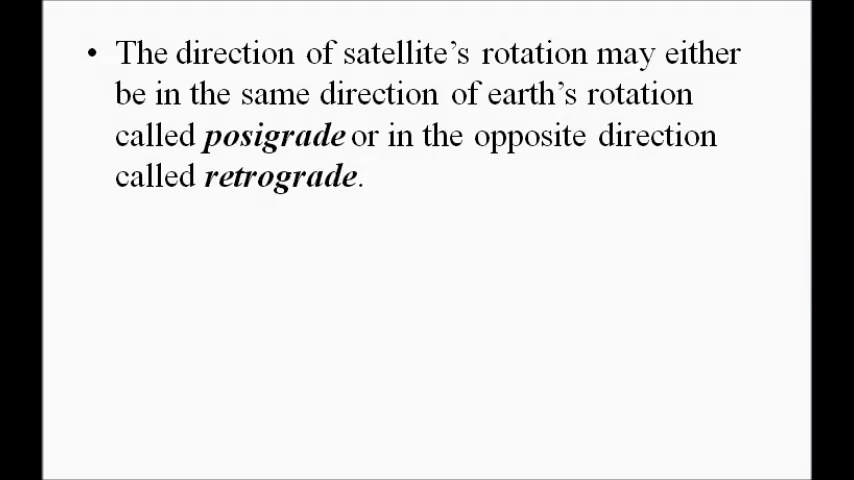 • The direction of satellite’s rotation may either
be in the same direction of earth’s rotation
called posigrade or in the opposite direction
called retrograde.